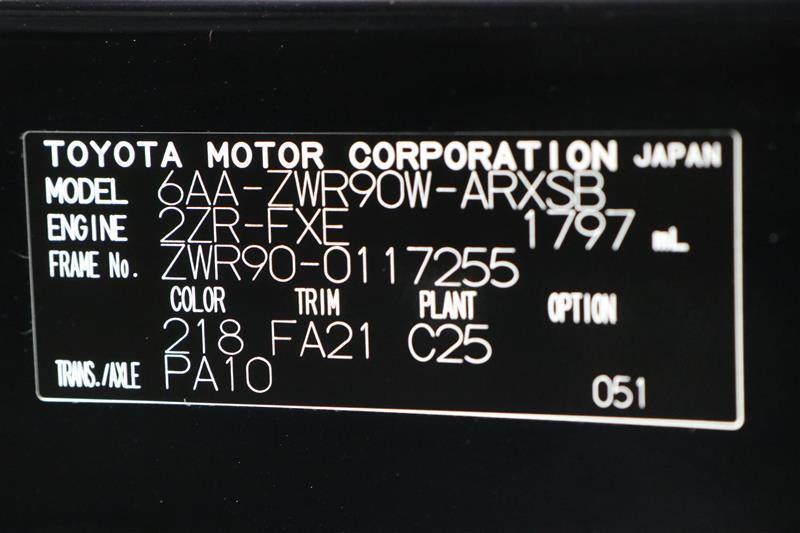 TOYOTA MOTOR CORPORATION JAPAN
MODEL 6AA-ZWR90W-ARXSB
ENGINE 2ZR-FXE 1797 mL
FRAME No. ZWR90-0117255
COLOR TRIM PLANT OPTION
218 FA21 C25
TRANS./AXLE PA10
051